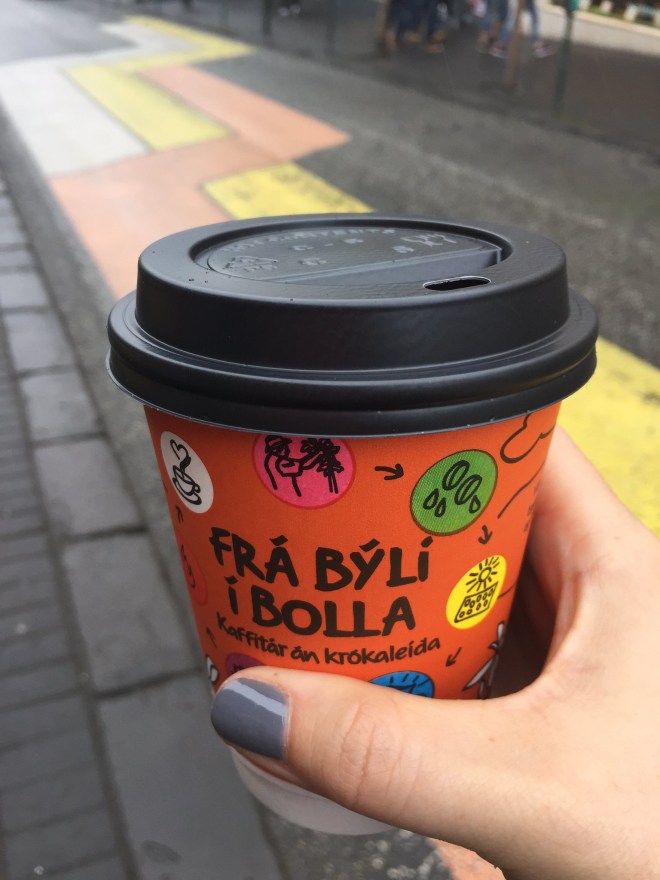 FRÁ BÝLI
Í BOLLA
Kaffitár án krókaleiða